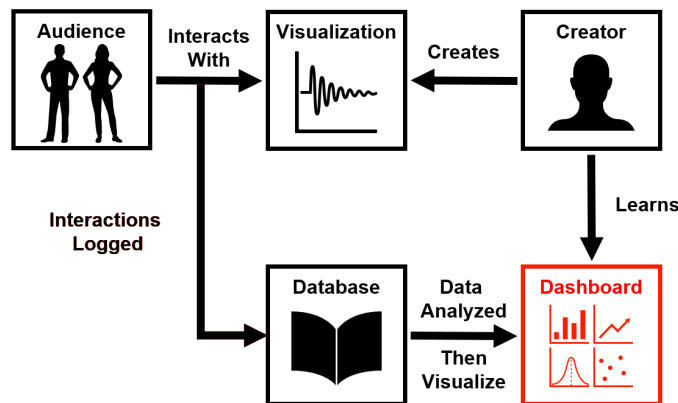 Audience
Interacts
With
Visualization
Creates
Creator
Interactions
Logged
Learns
Database
Data
Analyzed
Then
Visualize
Dashboard